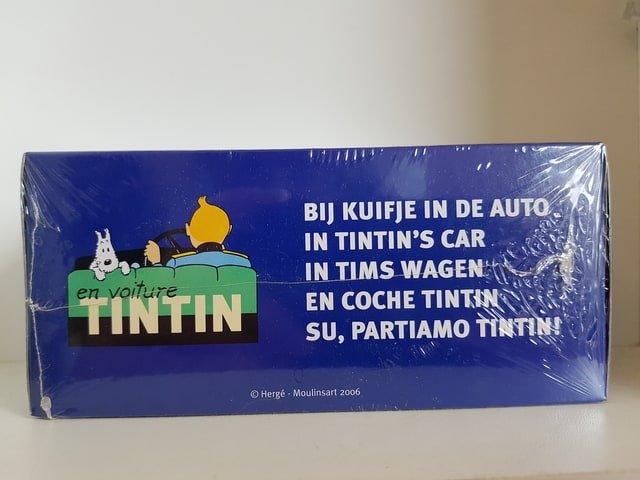 en voiture
TINTIN
BIJ KUIFJE IN DE AUTO
IN TINTIN'S CAR
IN TIMS WAGEN
EN COCHE TINTIN
SU, PARTIAMO TINTIN!
© Hergé - Moulinsart 2006